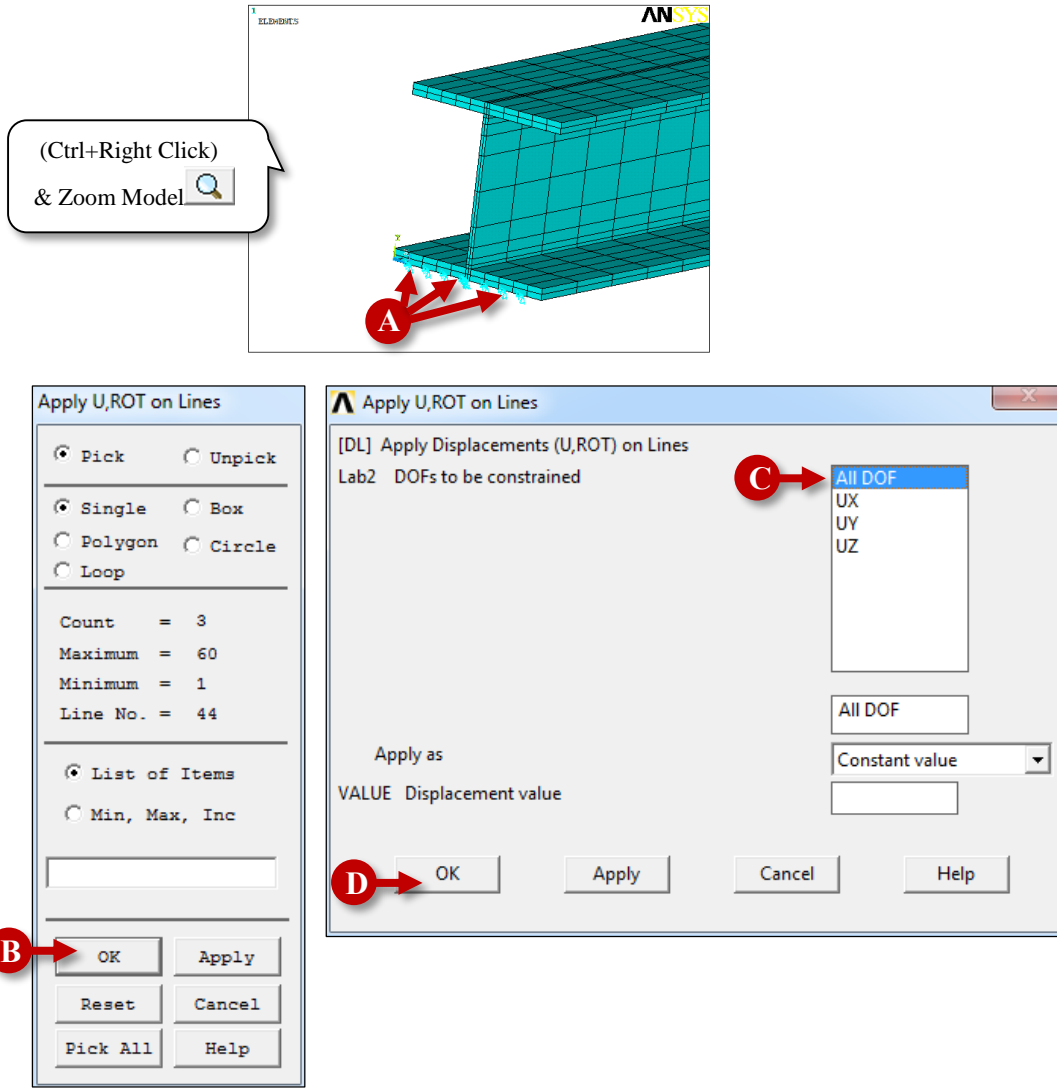 1
ELEMENTS
ANSYS
(Ctrl+Right Click)
& Zoom Model
A
Apply U,ROT on Lines
Pick Unpick
Single Box
Polygon Circle
Loop
Count = 3
Maximum = 60
Minimum = 1
Line No. = 44
List of Items
Min, Max, Inc
B
OK Apply
Reset Cancel
Pick All Help
Apply U,ROT on Lines
[DL] Apply Displacements (U,ROT) on Lines
Lab2 DOFs to be constrained
C
All DOF
UX
UY
UZ
All DOF
Apply as Constant value
VALUE Displacement value
D
OK Apply Cancel Help